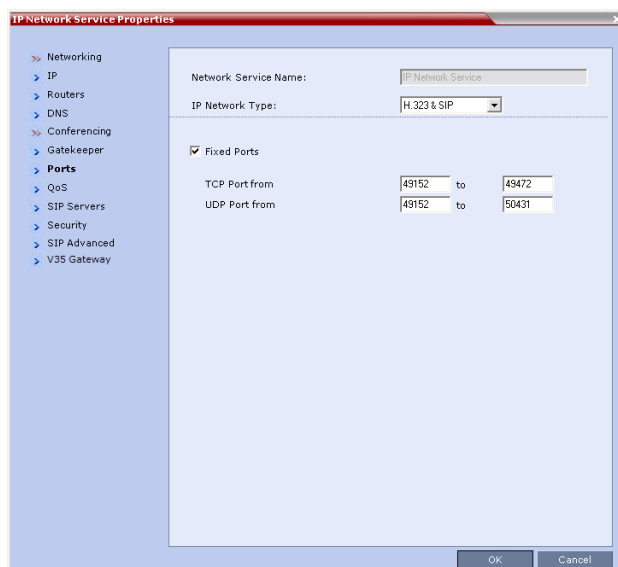 IP Network Service Properties
Networking
IP
Routers
DNS
Conferencing
Gatekeeper
Ports
QoS
SIP Servers
Security
SIP Advanced
V35 Gateway
Network Service Name: IP Network Service
IP Network Type: H.323 & SIP
Fixed Ports
TCP Port from 49152 to 49472
UDP Port from 49152 to 50431
OK Cancel